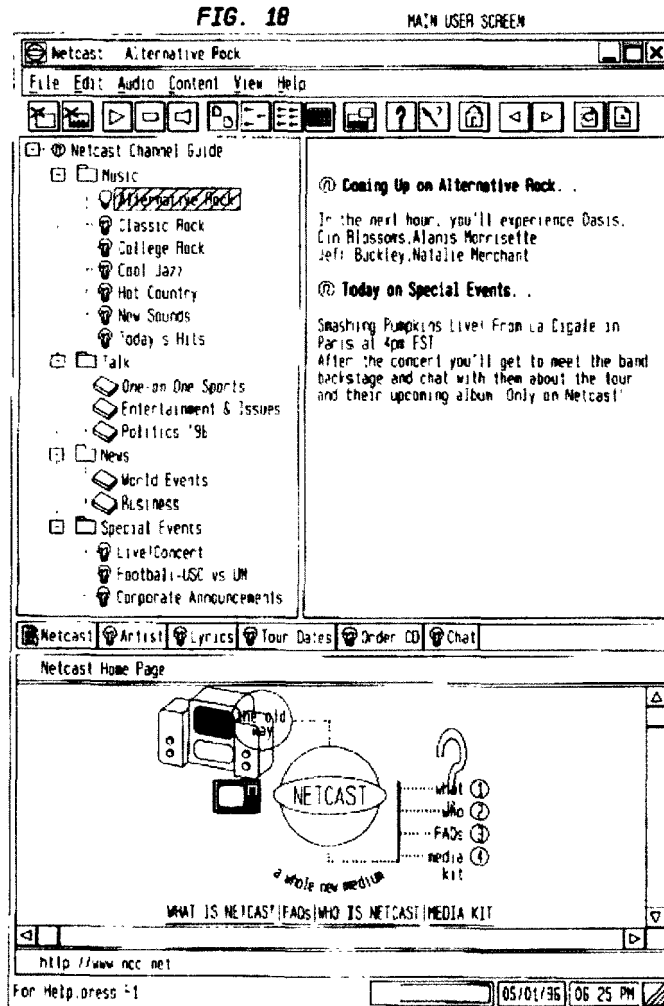 FIG. 18
MAIN USER SCREEN
Netcast Alternative Rock
File Edit Audio Content View Help
Netcast Channel Guide
Music
Alternative Rock
Classic Rock
College Rock
Cool Jazz
Hot Country
New Sounds
Today s Hits
Talk
One-on One Sports
Entertainment & Issues
Politics '96
News
World Events
Business
Special Events
Live!Concert
Football-USC vs UM
Corporate Announcements
Coming Up on Alternative Rock. .
In the next hour, you'll experience Oasis,
Gin Blossoms,Alanis Morrisette
Jeff Buckley,Natalie Merchant
Today on Special Events. .
Smashing Pumpkins Live! From La Cigale in
Paris at 4pm EST
After the concert you'll get to meet the band
backstage and chat with them about the tour
and their upcoming album Only on Netcast!
Netcast Artist Lyrics Tour Dates Order CD Chat
Netcast Home Page
the old
way
NETCAST
what 1
who 2
FAQs 3
media 4
kit
a whole new medium
WHAT IS NETCAST|FAQs|WHO IS NETCAST|MEDIA KIT
http //www ncc net
For Help,press F1
05/01/96 06 25 PM